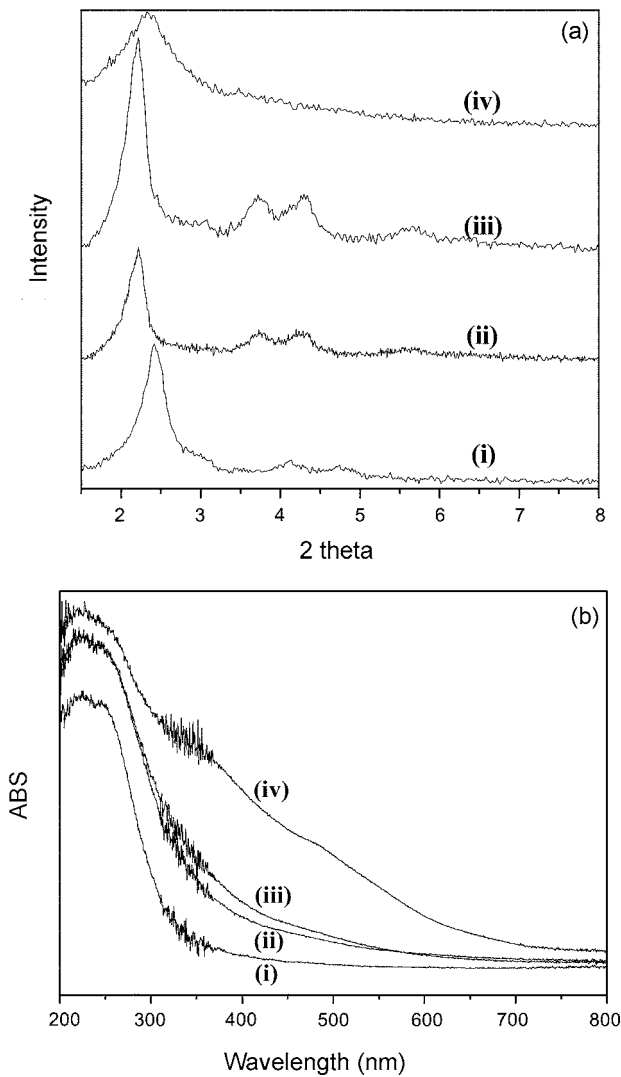 (a)
(iv)
(iii)
(ii)
(i)
Intensity
2 3 4 5 6 7 8
2 theta
(b)
(iv)
(iii)
(ii)
(i)
ABS
200 300 400 500 600 700 800
Wavelength (nm)